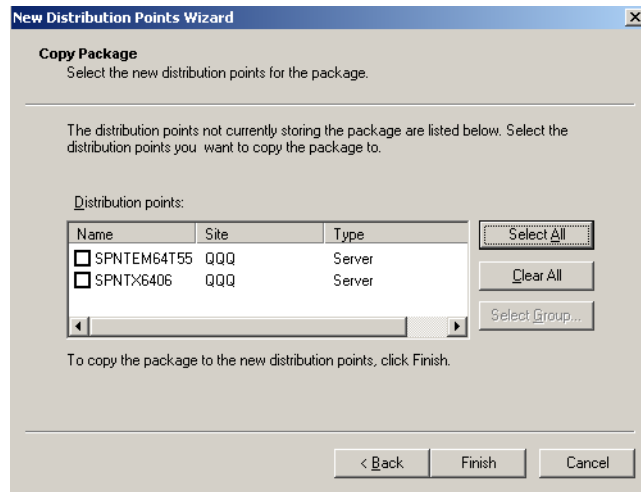 New Distribution Points Wizard
Copy Package
Select the new distribution points for the package.
The distribution points not currently storing the package are listed below. Select the
distribution points you want to copy the package to.
Distribution points:
Name Site Type
SPNTEM64T55 QQQ Server
SPNTX6406 QQQ Server
Select All
Clear All
Select Group...
To copy the package to the new distribution points, click Finish.
< Back Finish Cancel